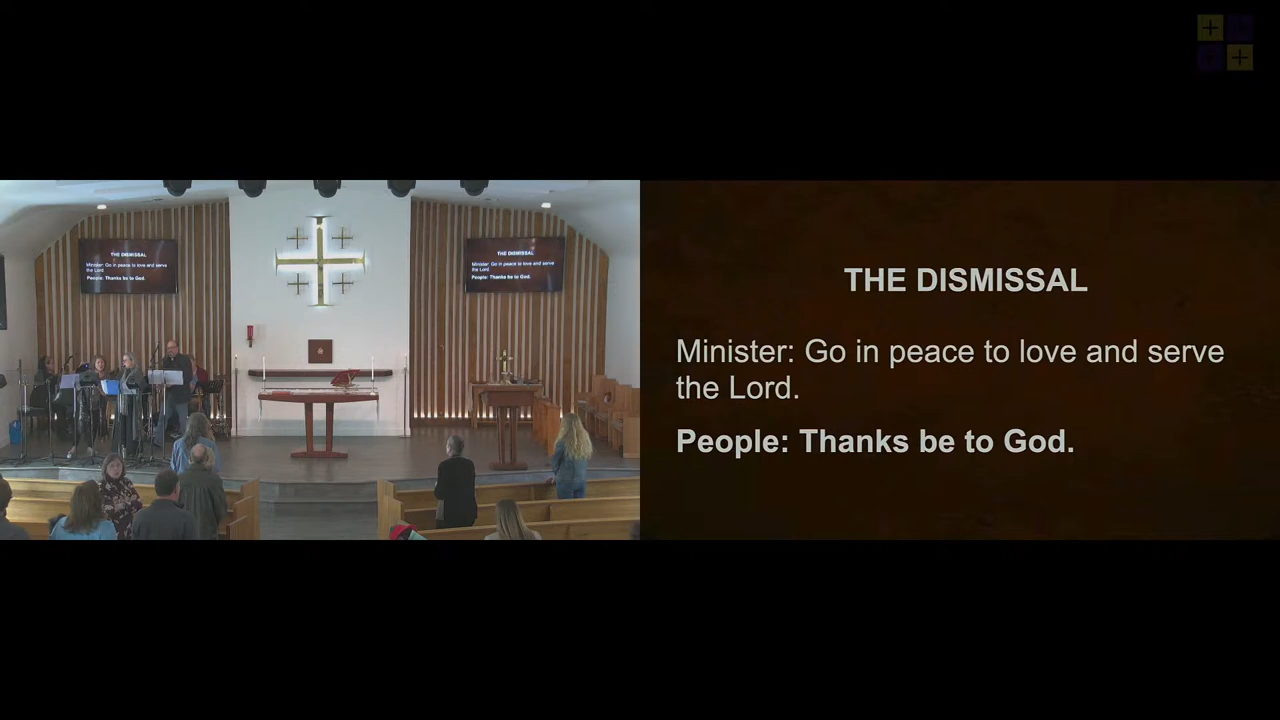 THE DISMISSAL
Minister: Go in peace to love and serve
the Lord.
People: Thanks be to God.
THE DISMISSAL
Minister: Go in peace to love and serve
the Lord.
People: Thanks be to God.
THE DISMISSAL
Minister: Go in peace to love and serve
the Lord.
People: Thanks be to God.